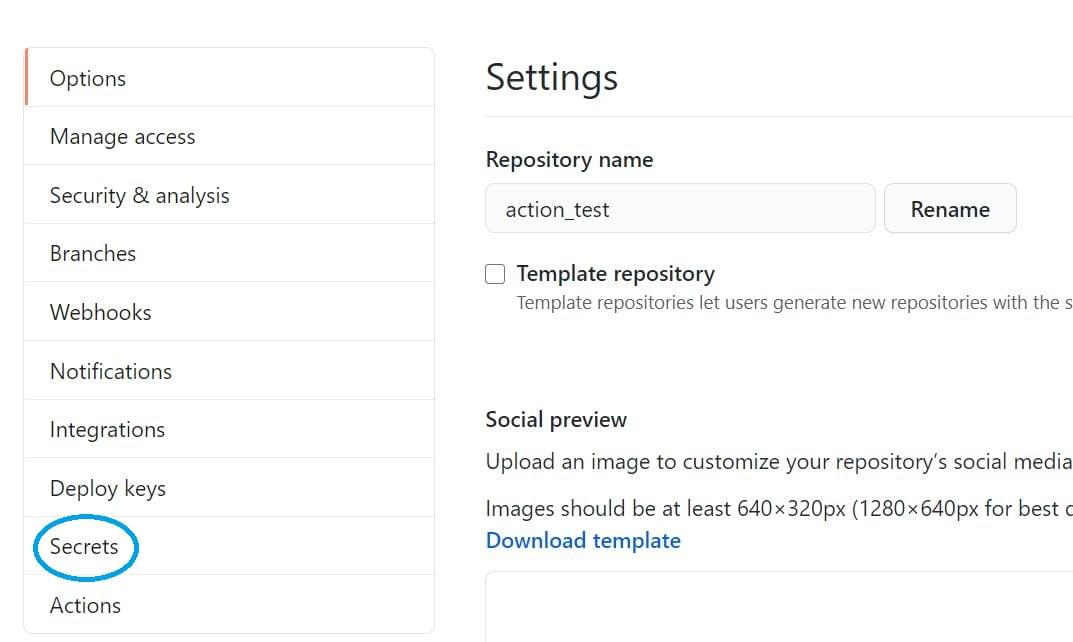 Options
Manage access
Security & analysis
Branches
Webhooks
Notifications
Integrations
Deploy keys
Secrets
Actions
Settings
Repository name
action_test
Rename
Template repository
Template repositories let users generate new repositories with the s
Social preview
Upload an image to customize your repository’s social media
Images should be at least 640×320px (1280×640px for best
Download template